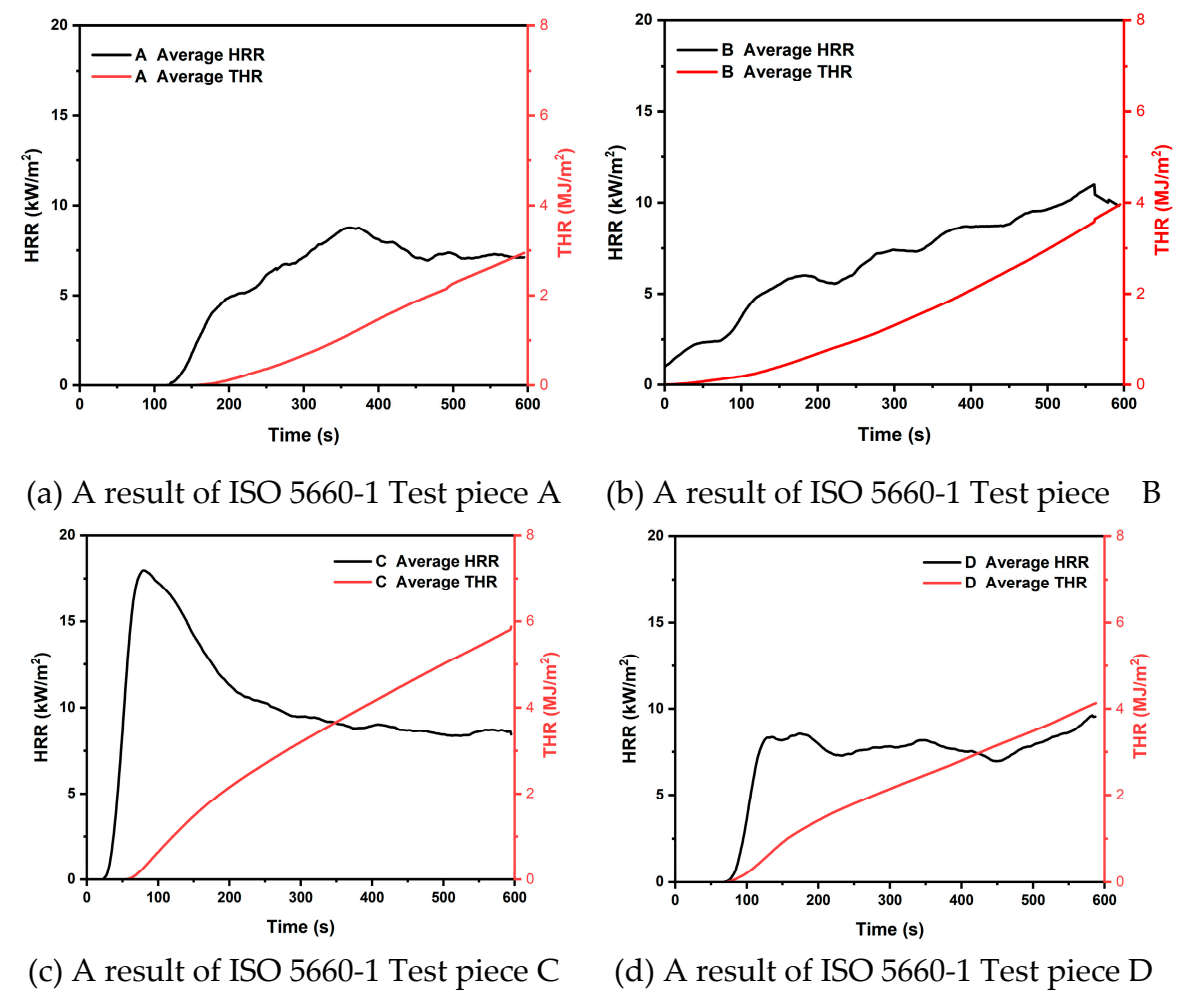 A Average HRR
A Average THR
HRR (kW/m²)
20
15
10
5
0
THR (MJ/m²)
8
6
4
2
0
0 100 200 300 400 500 600
Time (s)
B Average HRR
B Average THR
HRR (kW/m²)
20
15
10
5
0
THR (MJ/m²)
8
6
4
2
0
0 100 200 300 400 500 600
Time (s)
(a) A result of ISO 5660-1 Test piece A
(b) A result of ISO 5660-1 Test piece B
C Average HRR
C Average THR
HRR (kW/m²)
20
15
10
5
0
THR (MJ/m²)
8
6
4
2
0
0 100 200 300 400 500 600
Time (s)
D Average HRR
D Average THR
HRR (kW/m²)
20
15
10
5
0
THR (MJ/m²)
8
6
4
2
0
0 100 200 300 400 500 600
Time (s)
(c) A result of ISO 5660-1 Test piece C
(d) A result of ISO 5660-1 Test piece D